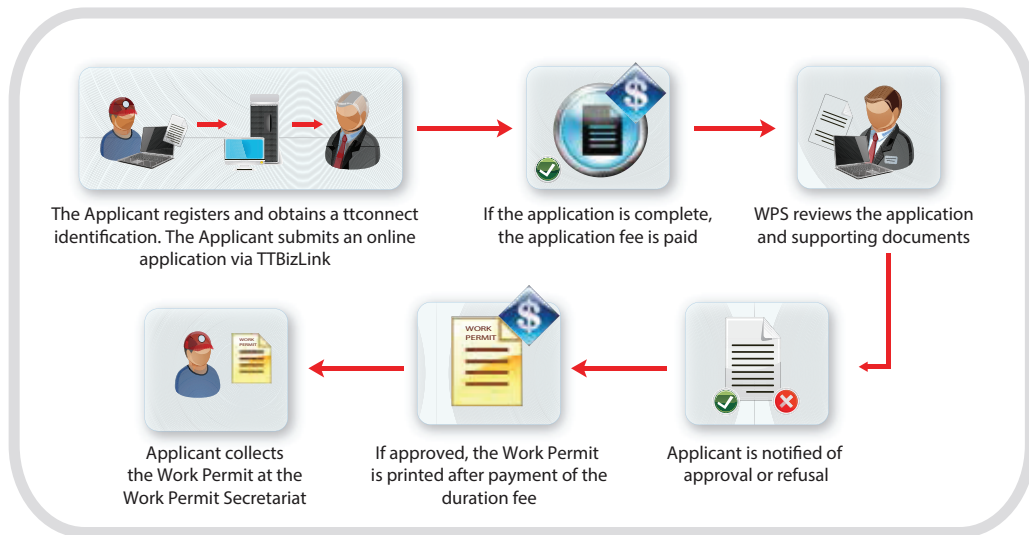 The Applicant registers and obtains a ttconnect
identification. The Applicant submits an online
application via TTBizLink
$
If the application is complete,
the application fee is paid
WPS reviews the application
and supporting documents
Applicant is notified of
approval or refusal
WORK
PERMIT
$
If approved, the Work Permit
is printed after payment of the
duration fee
WORK
PERMIT
Applicant collects
the Work Permit at the
Work Permit Secretariat